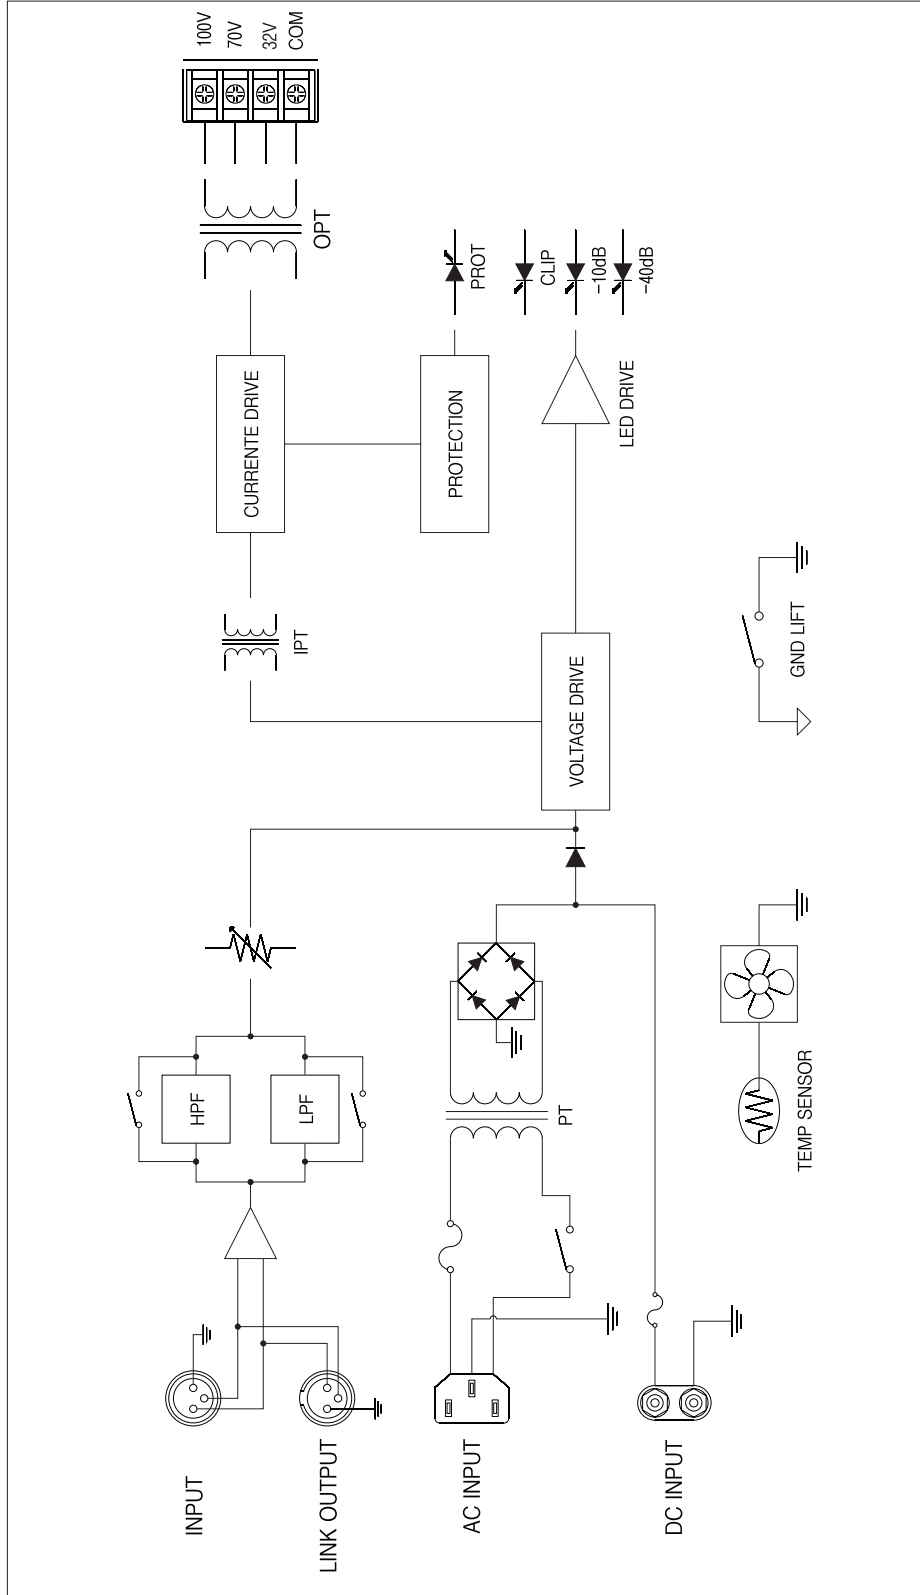 INPUT
LINK OUTPUT
AC INPUT
DC INPUT
HPF
LPF
PT
TEMP SENSOR
VOLTAGE DRIVE
GND LIFT
IPT
CURRENTE DRIVE
PROTECTION
LED DRIVE
OPT
PROT
CLIP
-10dB
-40dB
100V
70V
32V
COM